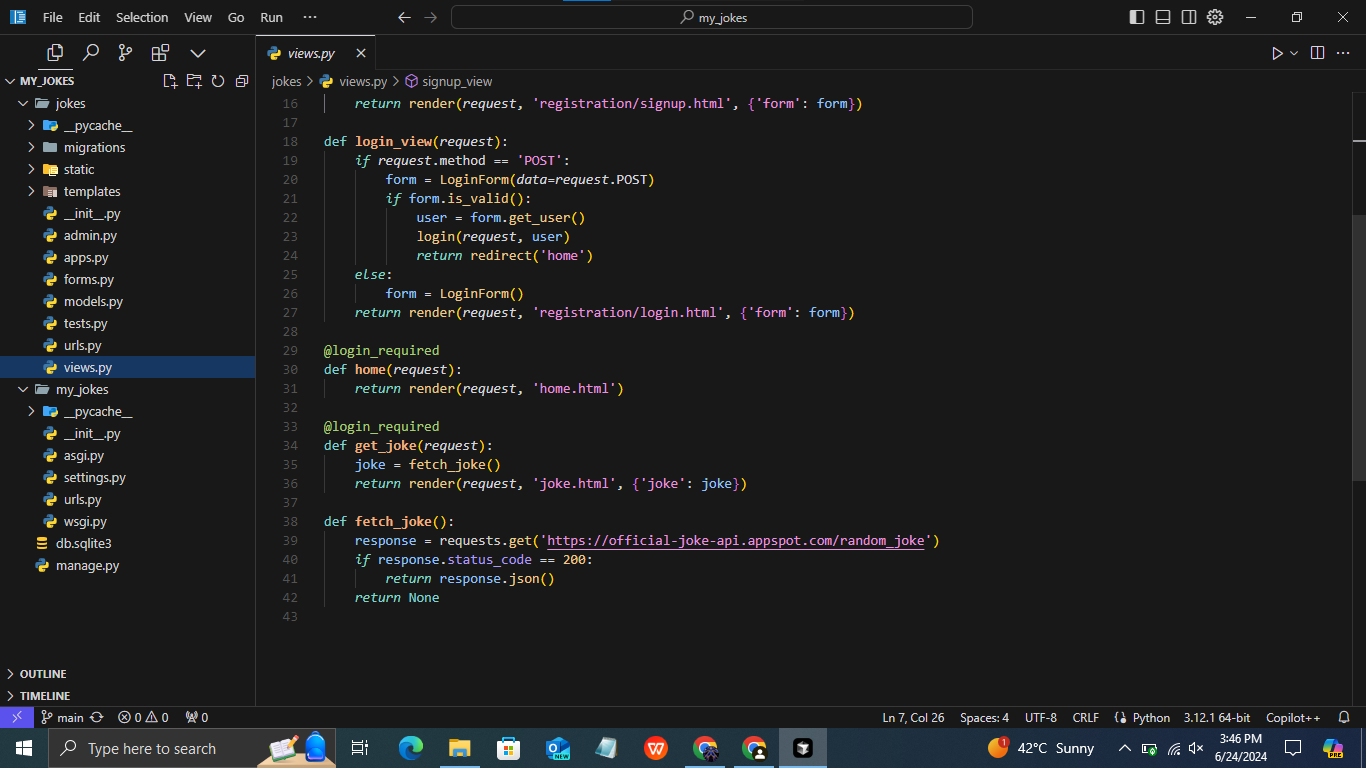 File Edit Selection View Go Run ···
my_jokes
views.py
MY_JOKES
jokes
__pycache__
migrations
static
templates
__init__.py
admin.py
apps.py
forms.py
models.py
tests.py
urls.py
views.py
my_jokes
__pycache__
__init__.py
asgi.py
settings.py
urls.py
wsgi.py
db.sqlite3
manage.py
OUTLINE
TIMELINE
jokes > views.py > signup_view
16 return render(request, 'registration/signup.html', {'form': form})
17
18 def login_view(request):
19 if request.method == 'POST':
20 form = LoginForm(data=request.POST)
21 if form.is_valid():
22 user = form.get_user()
23 login(request, user)
24 return redirect('home')
25 else:
26 form = LoginForm()
27 return render(request, 'registration/login.html', {'form': form})
28
29 @login_required
30 def home(request):
31 return render(request, 'home.html')
32
33 @login_required
34 def get_joke(request):
35 joke = fetch_joke()
36 return render(request, 'joke.html', {'joke': joke})
37
38 def fetch_joke():
39 response = requests.get('https://official-joke-api.appspot.com/random_joke')
40 if response.status_code == 200:
41 return response.json()
42 return None
43
main 0 0 0
Ln 7, Col 26 Spaces: 4 UTF-8 CRLF Python 3.12.1 64-bit Copilot++
Type here to search
NEW
1
42°C Sunny
3:46 PM
6/24/2024
PRE